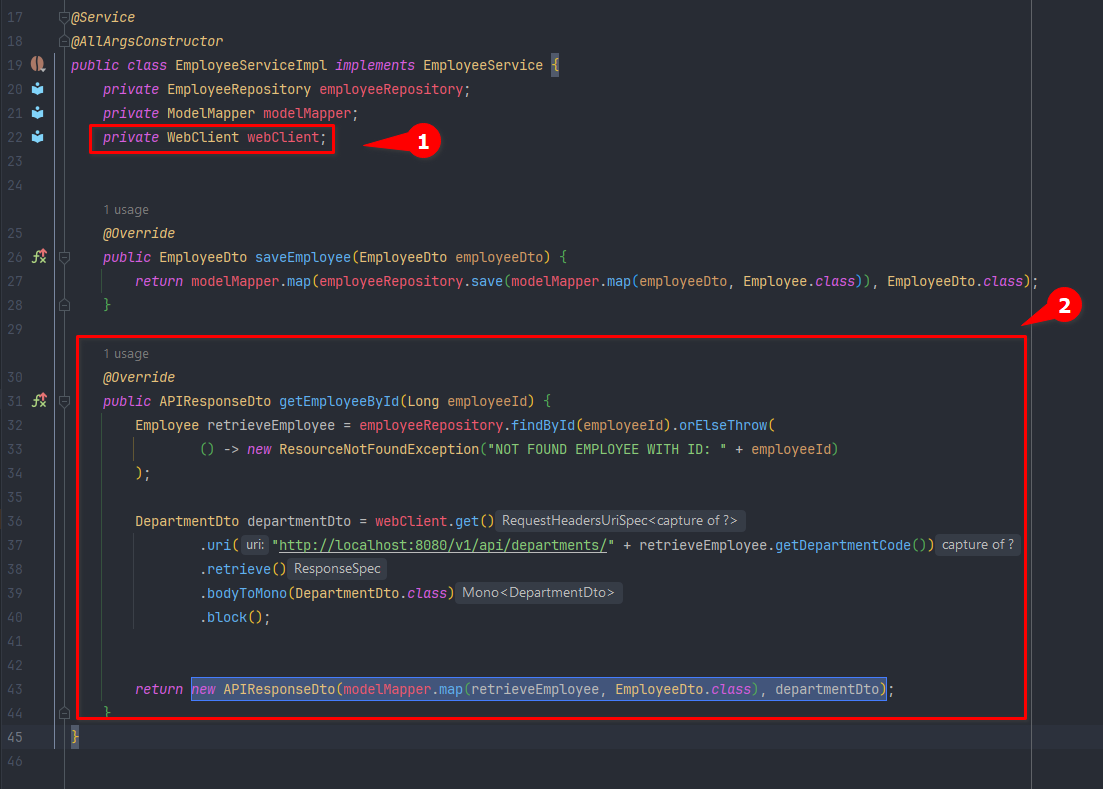 17 @Service
18 @AllArgsConstructor
19 public class EmployeeServiceImpl implements EmployeeService {
20 private EmployeeRepository employeeRepository;
21 private ModelMapper modelMapper;
22 private WebClient webClient; 1
23
24
1 usage
25 @Override
26 public EmployeeDto saveEmployee(EmployeeDto employeeDto) {
27 return modelMapper.map(employeeRepository.save(modelMapper.map(employeeDto, Employee.class)), EmployeeDto.class);
28 }
2
29
1 usage
30 @Override
31 public APIResponseDto getEmployeeById(Long employeeId) {
32 Employee retrieveEmployee = employeeRepository.findById(employeeId).orElseThrow(
33 () -> new ResourceNotFoundException("NOT FOUND EMPLOYEE WITH ID: " + employeeId)
34 );
35
36 DepartmentDto departmentDto = webClient.get() RequestHeadersUriSpec<capture of ?>
37 .uri( uri: "http://localhost:8080/v1/api/departments/" + retrieveEmployee.getDepartmentCode()) capture of ?
38 .retrieve() ResponseSpec
39 .bodyToMono(DepartmentDto.class) Mono<DepartmentDto>
40 .block();
41
42
43 return new APIResponseDto(modelMapper.map(retrieveEmployee, EmployeeDto.class), departmentDto);
44 }
45 }
46